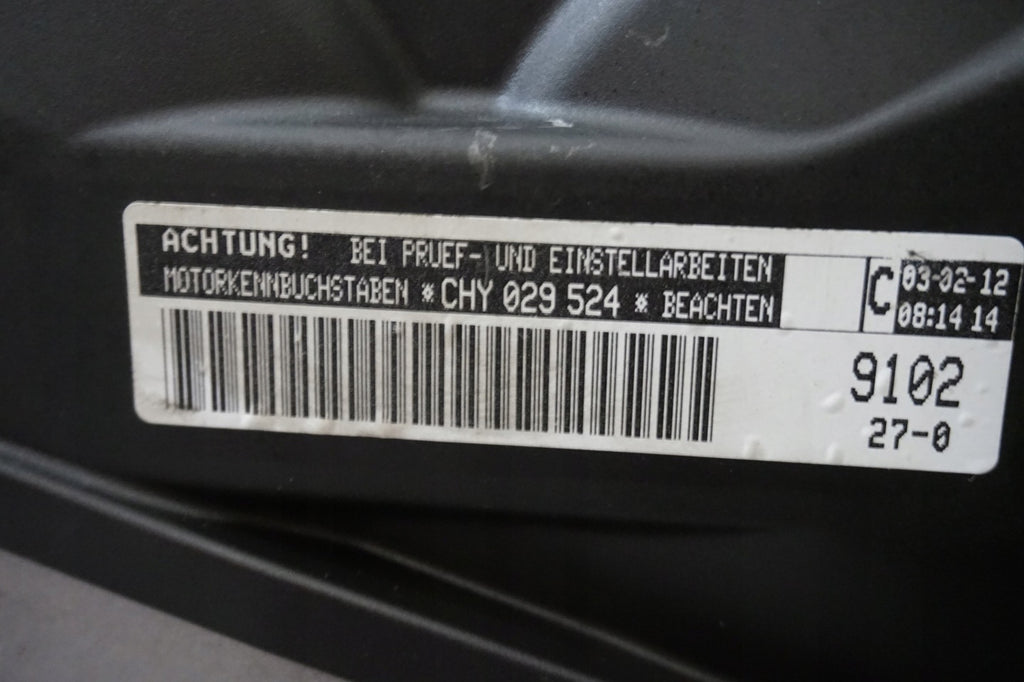 ACHTUNG! BEI PRUEF- UND EINSTELLARBEITEN
MOTORKENNBUCHSTABEN * CHY 029 524 * BEACHTEN
C
03-02-12
08:14 14
9102
27-0